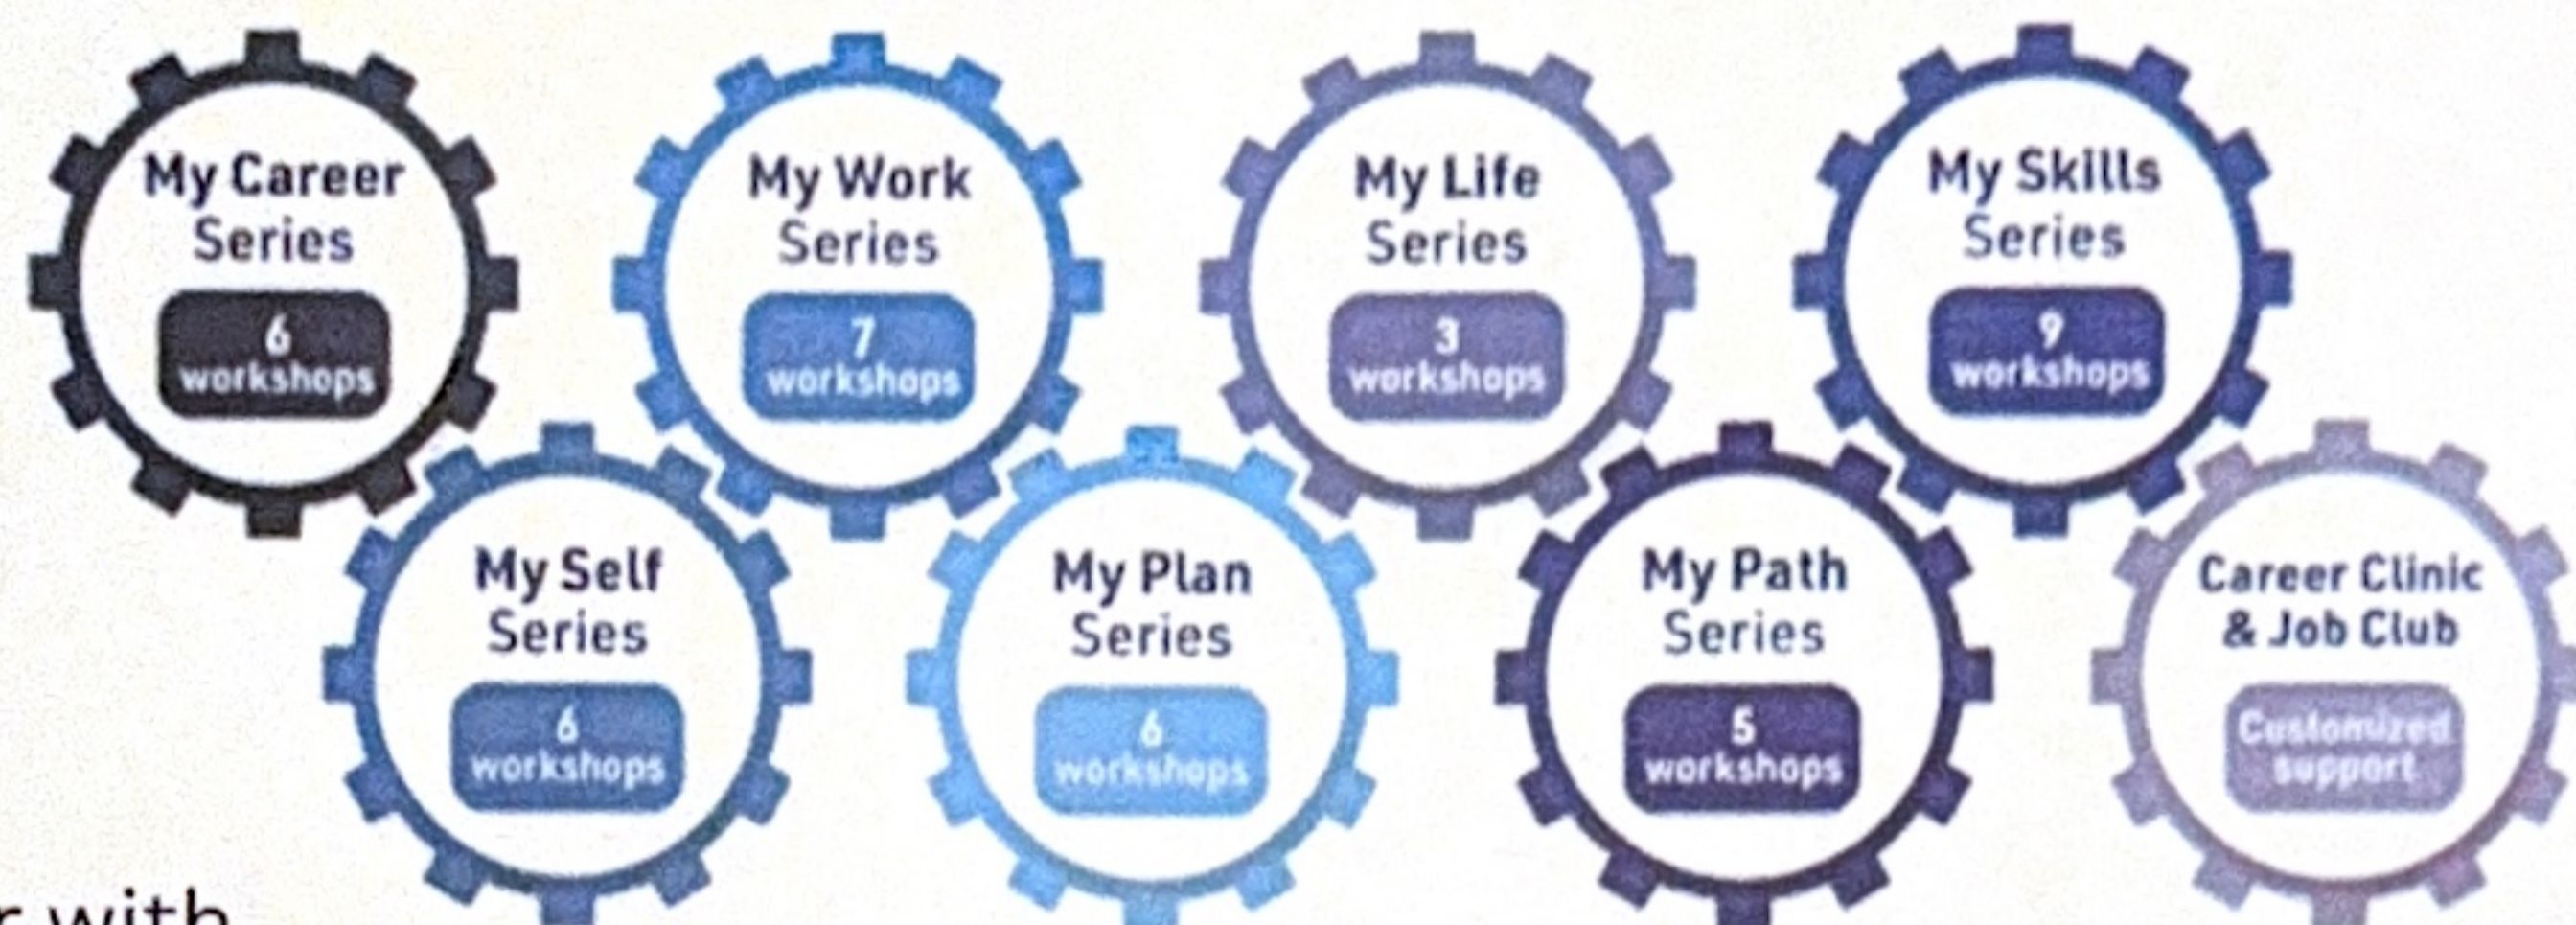 My Career
Series
6
workshops
My Work
Series
7
workshops
My Life
Series
3
workshops
My Skills
Series
9
workshops
My Self
Series
6
workshops
My Plan
Series
6
workshops
My Path
Series
5
workshops
Career Clinic
& Job Club
Customized
support
r with